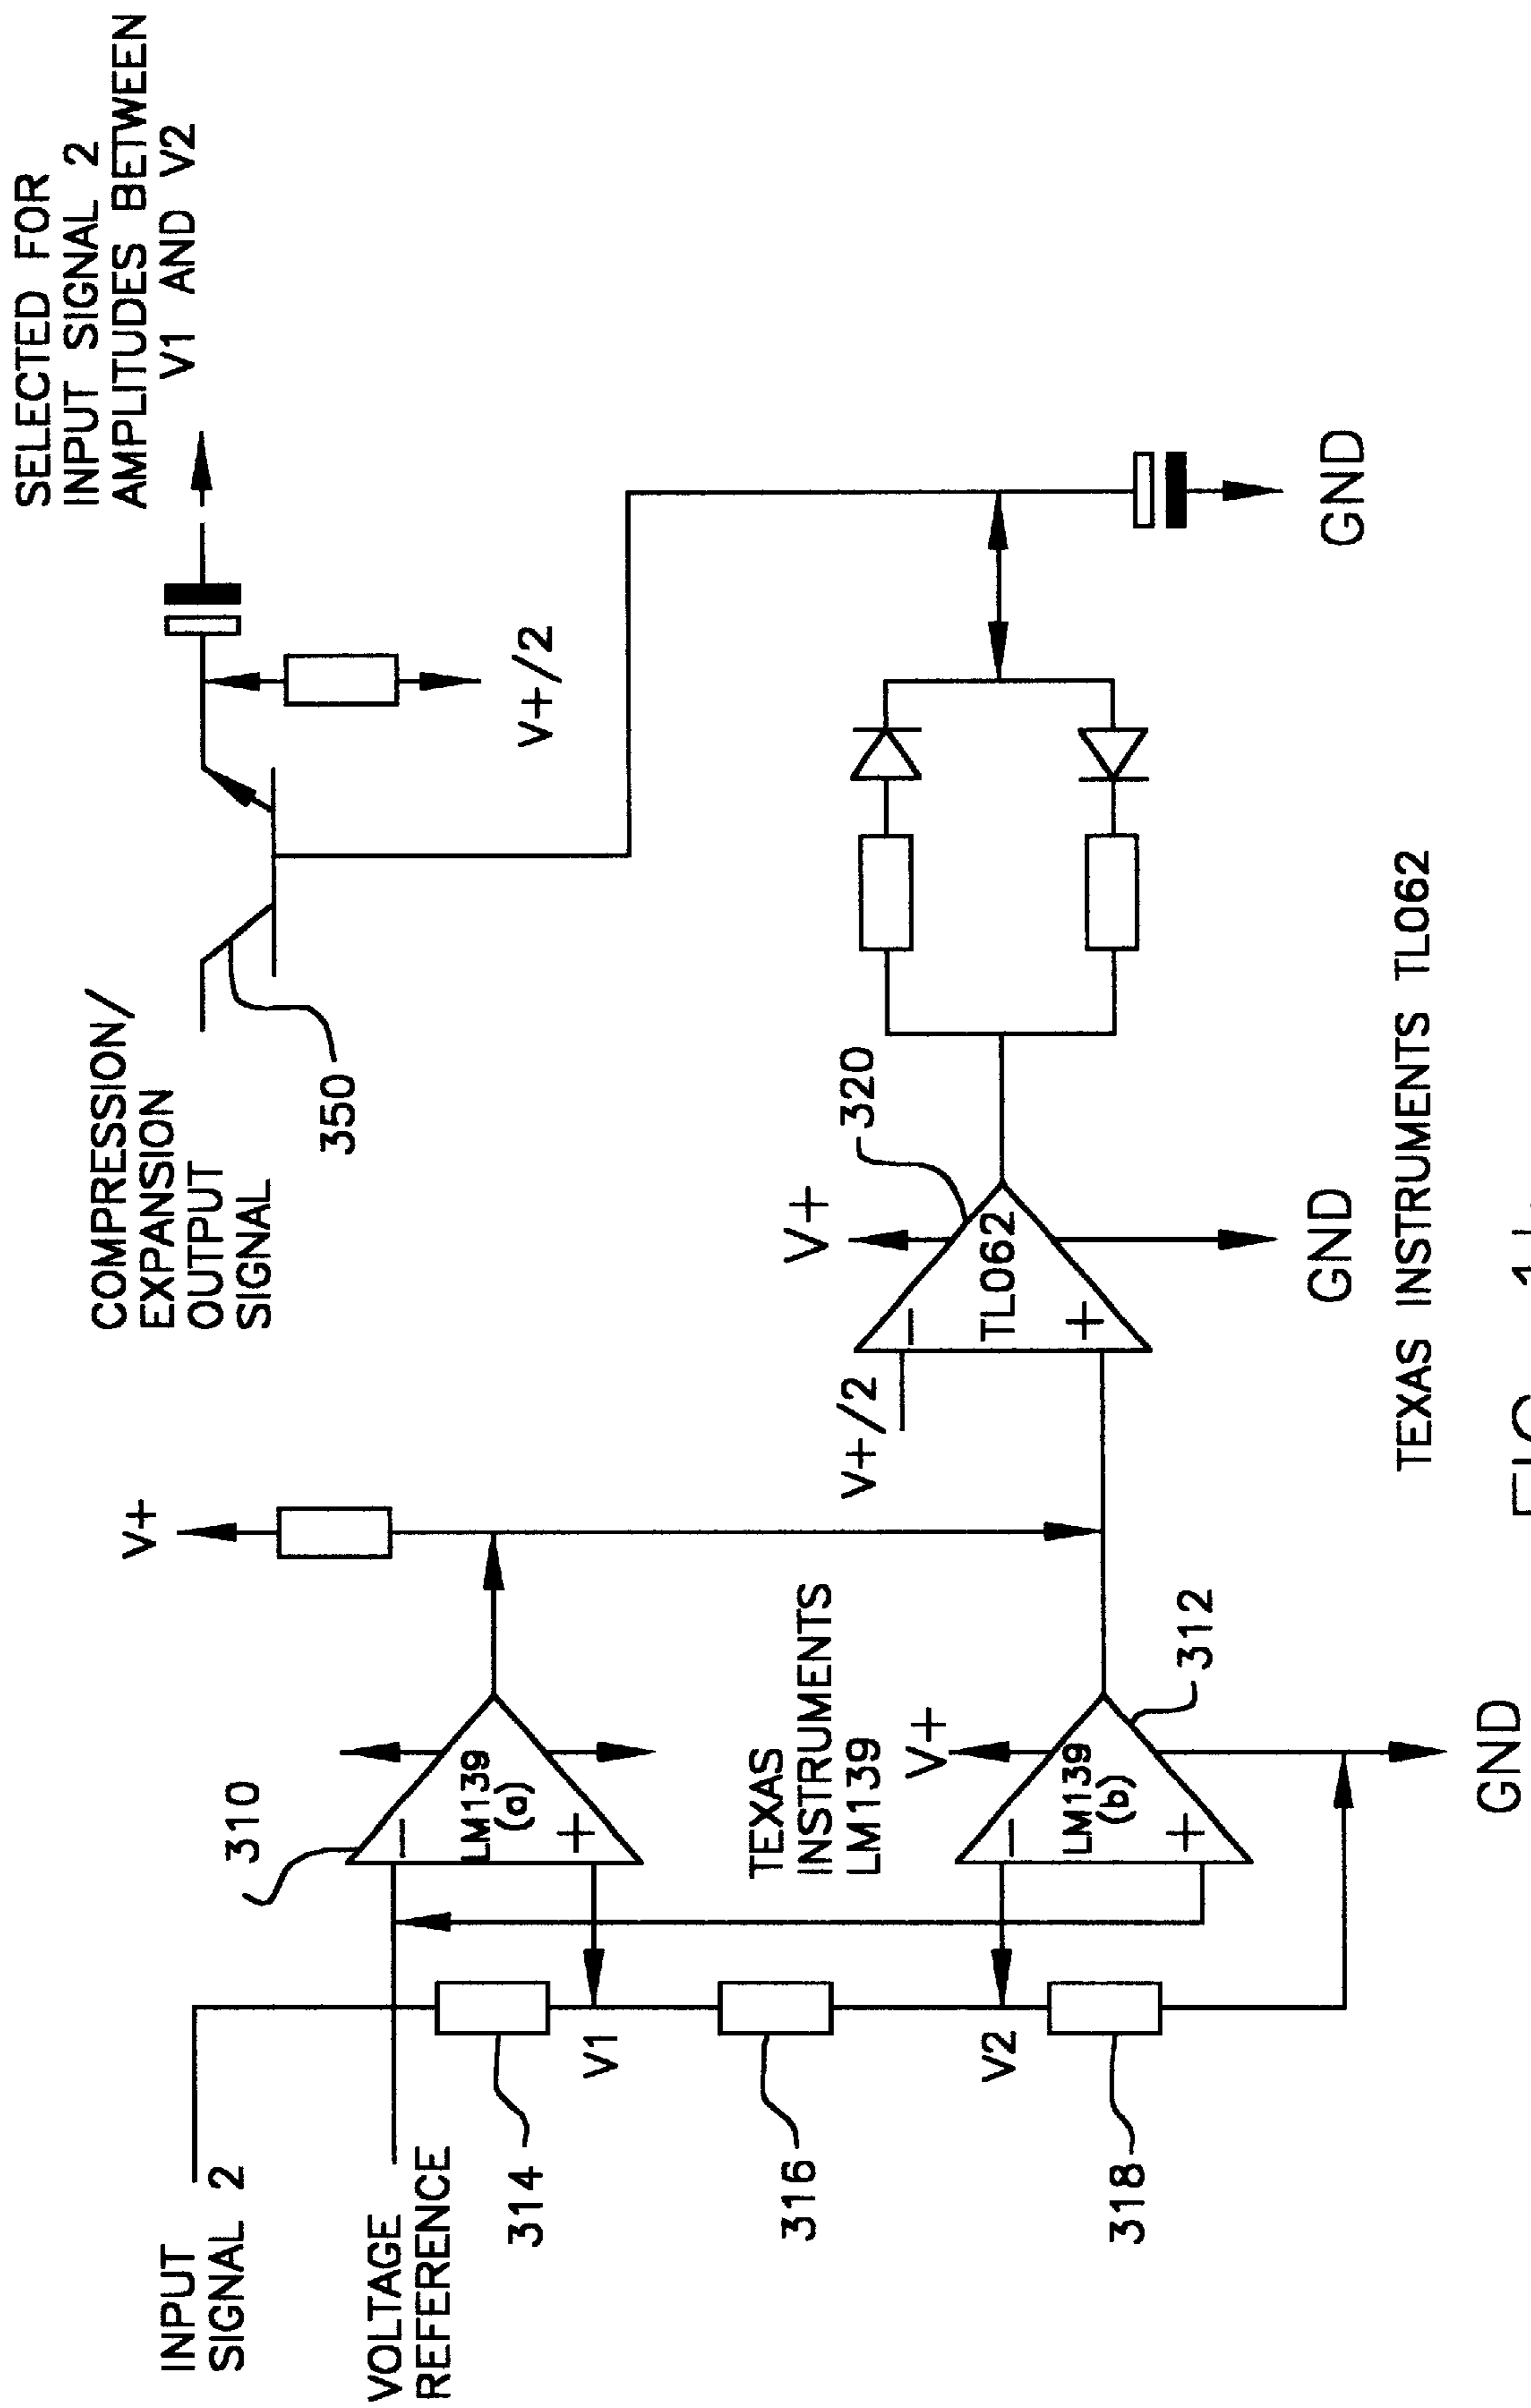 SELECTED FOR
INPUT SIGNAL 2
AMPLITUDES BETWEEN
V1 AND V2
COMPRESSION/
EXPANSION
OUTPUT
SIGNAL
350
V+/2
INPUT
SIGNAL 2
VOLTAGE
REFERENCE
310
V+
−
LM139
(a)
+
314
V1
316
V2
318
TEXAS
INSTRUMENTS
LM139
V+
−
LM139
(b)
+
312
GND
V+/2
V+
320
−
TL062
+
GND
GND
TEXAS INSTRUMENTS TL062